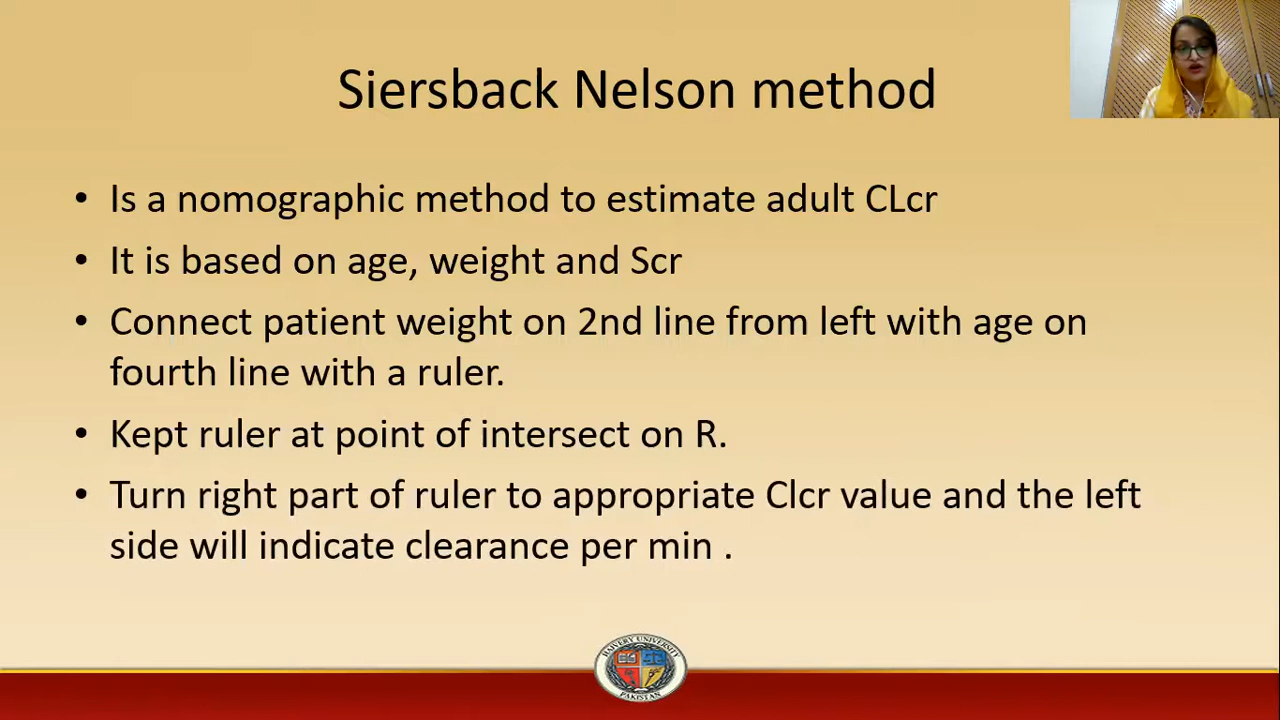 Siersback Nelson method
• Is a nomographic method to estimate adult CLcr
• It is based on age, weight and Scr
• Connect patient weight on 2nd line from left with age on
fourth line with a ruler.
• Kept ruler at point of intersect on R.
• Turn right part of ruler to appropriate Clcr value and the left
side will indicate clearance per min .
PAKISTAN